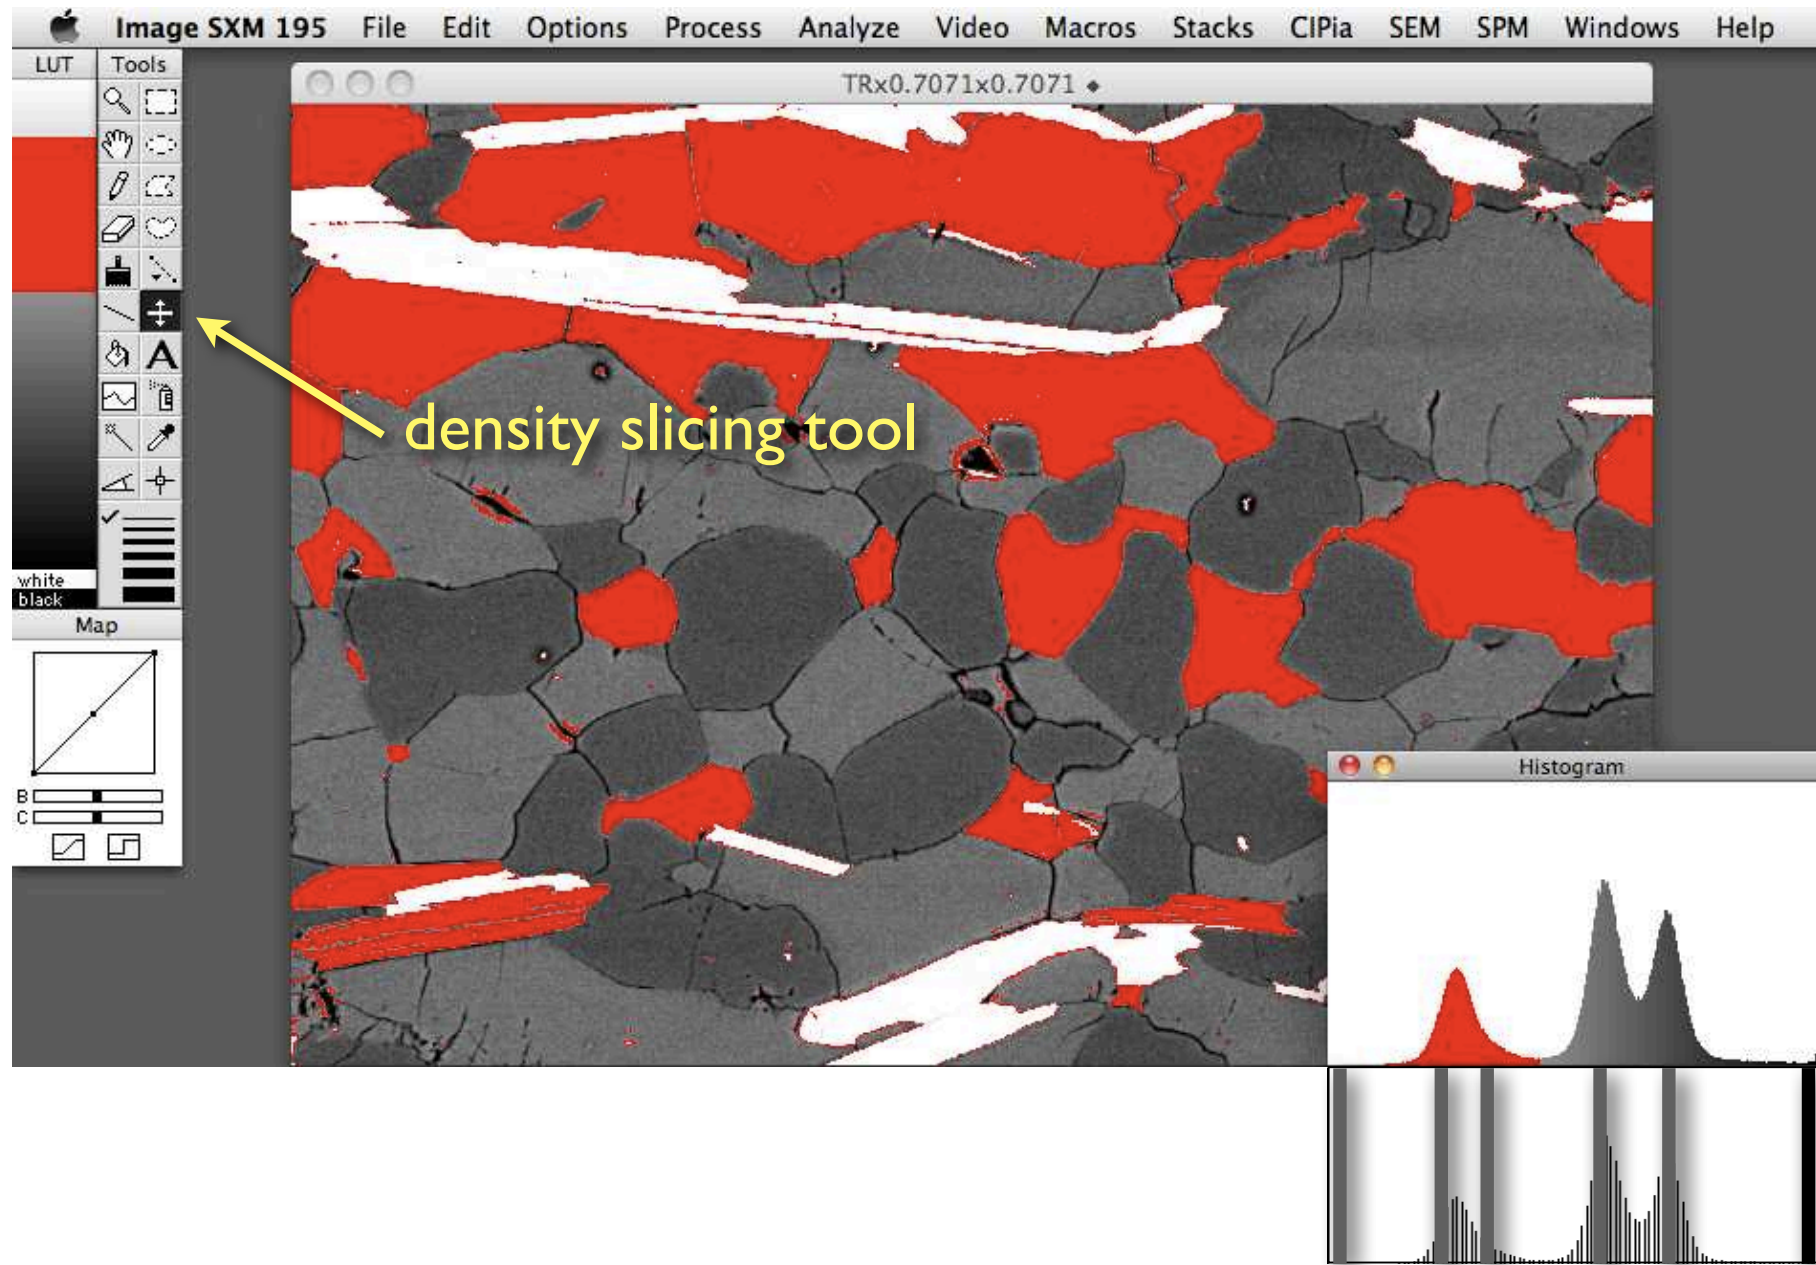 Image SXM 195 File Edit Options Process Analyze Video Macros Stacks CIPia SEM SPM Windows Help
LUT Tools
TRx0.7071x0.7071
A
density slicing tool
white
black
Map
B
C
Histogram